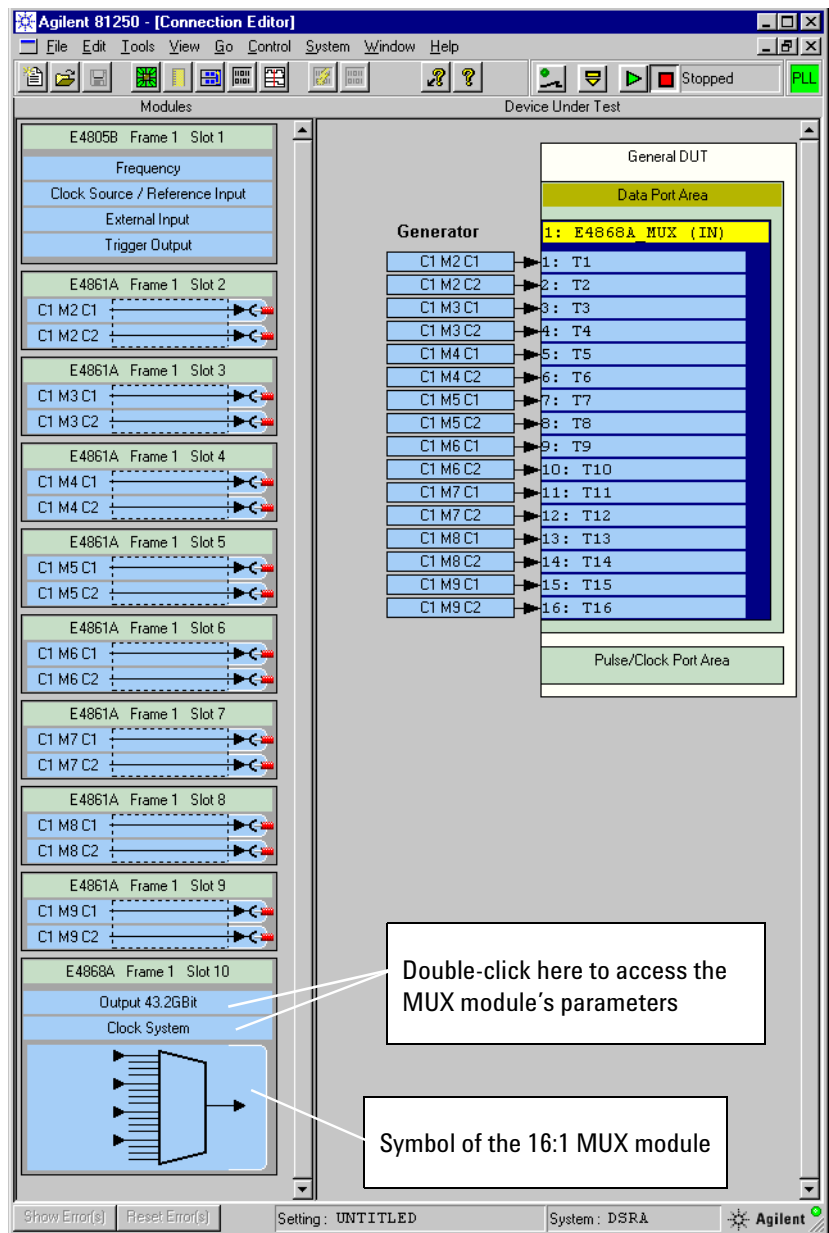 Agilent 81250 - [Connection Editor]
File Edit Tools View Go Control System Window Help
Stopped
PLL
Modules
Device Under Test
E4805B Frame 1 Slot 1
Frequency
Clock Source / Reference Input
External Input
Trigger Output
E4861A Frame 1 Slot 2
C1 M2 C1
C1 M2 C2
E4861A Frame 1 Slot 3
C1 M3 C1
C1 M3 C2
E4861A Frame 1 Slot 4
C1 M4 C1
C1 M4 C2
E4861A Frame 1 Slot 5
C1 M5 C1
C1 M5 C2
E4861A Frame 1 Slot 6
C1 M6 C1
C1 M6 C2
E4861A Frame 1 Slot 7
C1 M7 C1
C1 M7 C2
E4861A Frame 1 Slot 8
C1 M8 C1
C1 M8 C2
E4861A Frame 1 Slot 9
C1 M9 C1
C1 M9 C2
E4868A Frame 1 Slot 10
Output 43.2GBit
Clock System
General DUT
Data Port Area
Generator
1: E4868A_MUX (IN)
C1 M2 C1 1: T1
C1 M2 C2 2: T2
C1 M3 C1 3: T3
C1 M3 C2 4: T4
C1 M4 C1 5: T5
C1 M4 C2 6: T6
C1 M5 C1 7: T7
C1 M5 C2 8: T8
C1 M6 C1 9: T9
C1 M6 C2 10: T10
C1 M7 C1 11: T11
C1 M7 C2 12: T12
C1 M8 C1 13: T13
C1 M8 C2 14: T14
C1 M9 C1 15: T15
C1 M9 C2 16: T16
Pulse/Clock Port Area
Double-click here to access the
MUX module's parameters
Symbol of the 16:1 MUX module
Show Error(s) Reset Error(s) Setting: UNTITLED System: DSRA Agilent